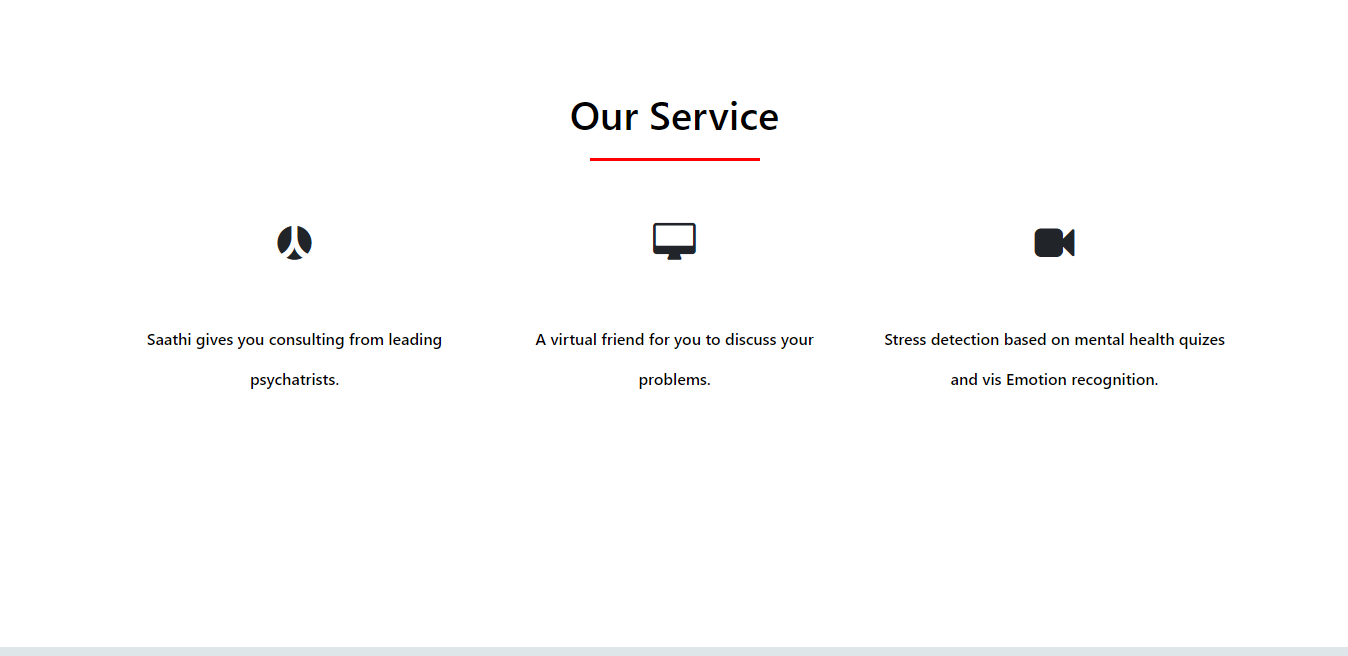 Our Service
Saathi gives you consulting from leading
psychatrists.
A virtual friend for you to discuss your
problems.
Stress detection based on mental health quizes
and vis Emotion recognition.